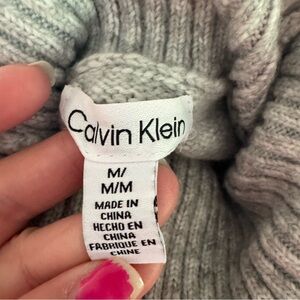 Calvin Klein
M/
M/M
MADE IN
CHINA
HECHO EN
CHINA
FABRIQUE EN
CHINE